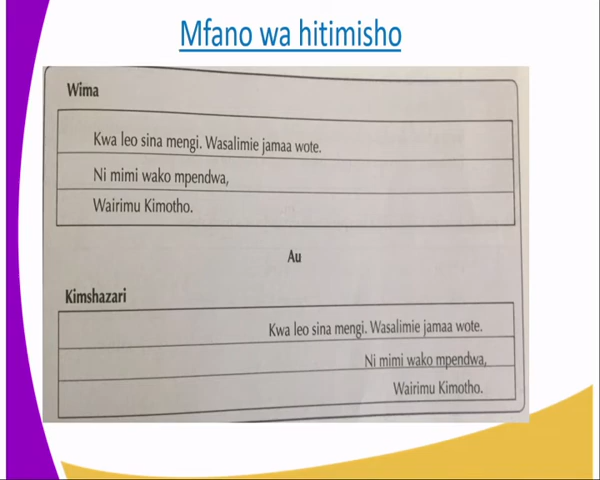 Mfano wa hitimisho
Wima
Kwa leo sina mengi. Wasalimie jamaa wote.
Ni mimi wako mpendwa,
Wairimu Kimotho.
Au
Kimshazari
Kwa leo sina mengi. Wasalimie jamaa wote.
Ni mimi wako mpendwa,
Wairimu Kimotho.